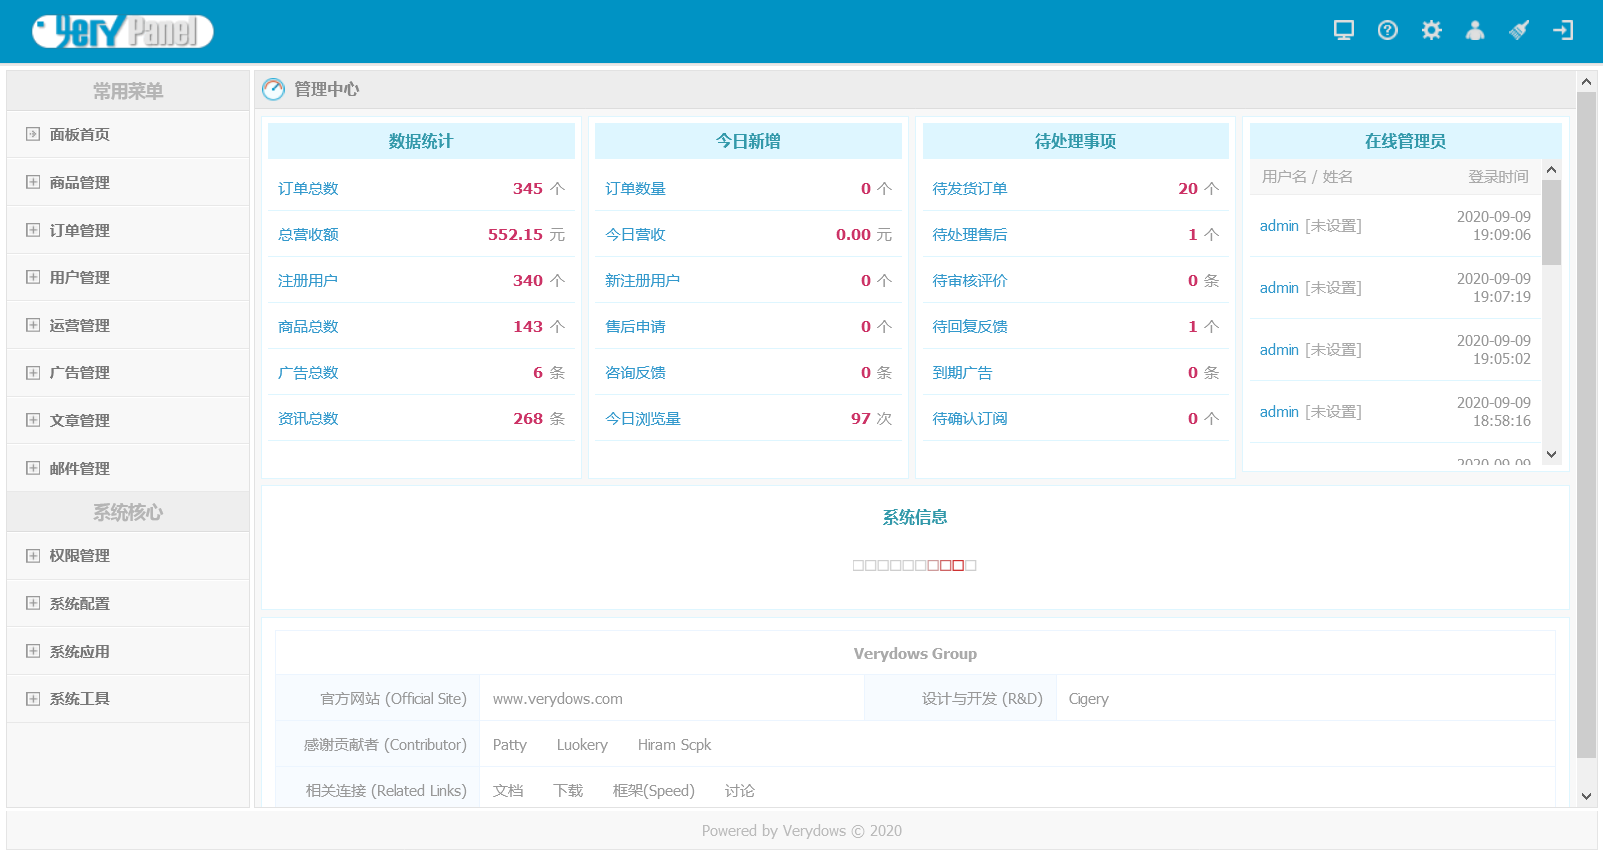 VeryPanel
常用菜单
面板首页
商品管理
订单管理
用户管理
运营管理
广告管理
文章管理
邮件管理
系统核心
权限管理
系统配置
系统应用
系统工具
管理中心
数据统计
订单总数 345 个
总营收额 552.15 元
注册用户 340 个
商品总数 143 个
广告总数 6 条
资讯总数 268 条
今日新增
订单数量 0 个
今日营收 0.00 元
新注册用户 0 个
售后申请 0 个
咨询反馈 0 条
今日浏览量 97 次
待处理事项
待发货订单 20 个
待处理售后 1 个
待审核评价 0 条
待回复反馈 1 个
到期广告 0 条
待确认订阅 0 个
在线管理员
用户名 / 姓名 登录时间
admin [未设置] 2020-09-09
19:09:06
admin [未设置] 2020-09-09
19:07:19
admin [未设置] 2020-09-09
19:05:02
admin [未设置] 2020-09-09
18:58:16
2020-09-09
系统信息
Verydows Group
官方网站 (Official Site) www.verydows.com 设计与开发 (R&D) Cigery
感谢贡献者 (Contributor) Patty Luokery Hiram Scpk
相关连接 (Related Links) 文档 下载 框架(Speed) 讨论
Powered by Verydows © 2020